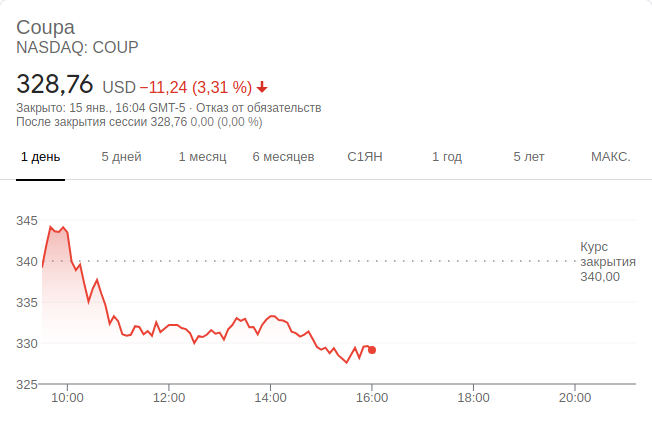 Coupa
NASDAQ: COUP
328,76 USD −11,24 (3,31 %)
Закрыто: 15 янв., 16:04 GMT-5 · Отказ от обязательств
После закрытия сессии 328,76 0,00 (0,00 %)
1 день 5 дней 1 месяц 6 месяцев С1ЯН 1 год 5 лет МАКС.
345
Курс
340 закрытия
340,00
335
330
325
10:00 12:00 14:00 16:00 18:00 20:00